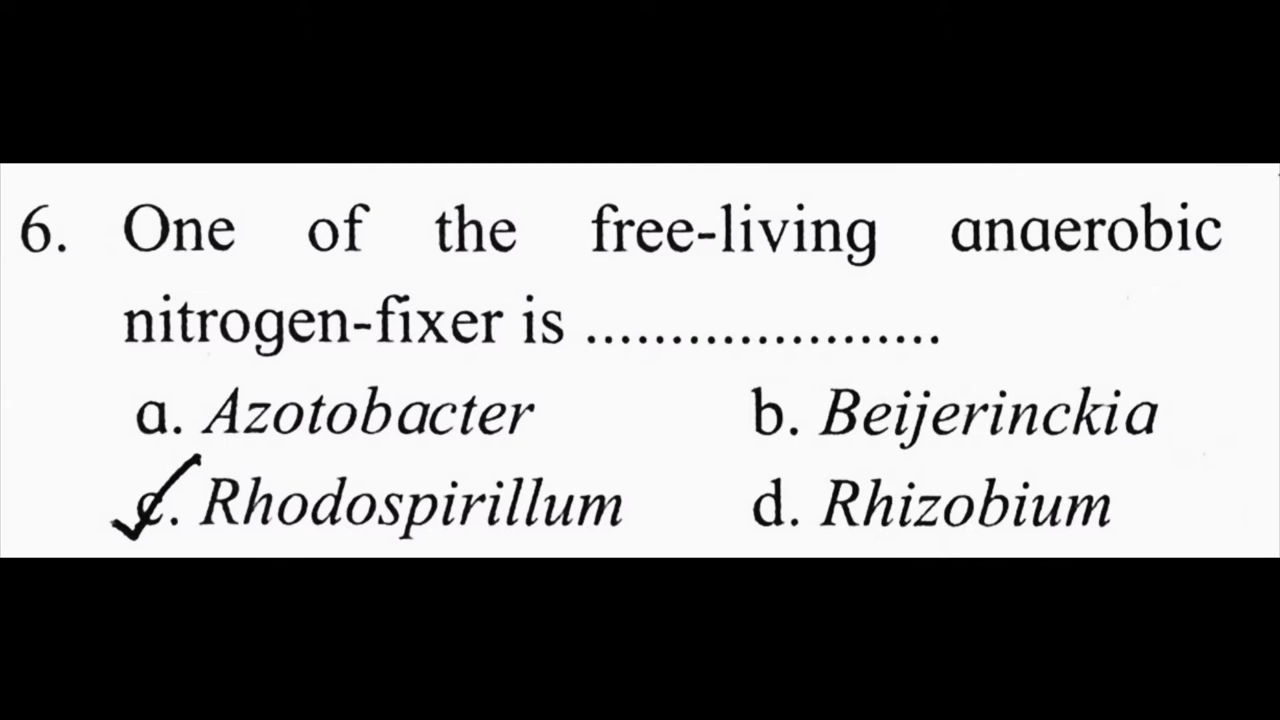 6. One of the free-living anaerobic
nitrogen-fixer is .....................
a. Azotobacter b. Beijerinckia
c. Rhodospirillum d. Rhizobium